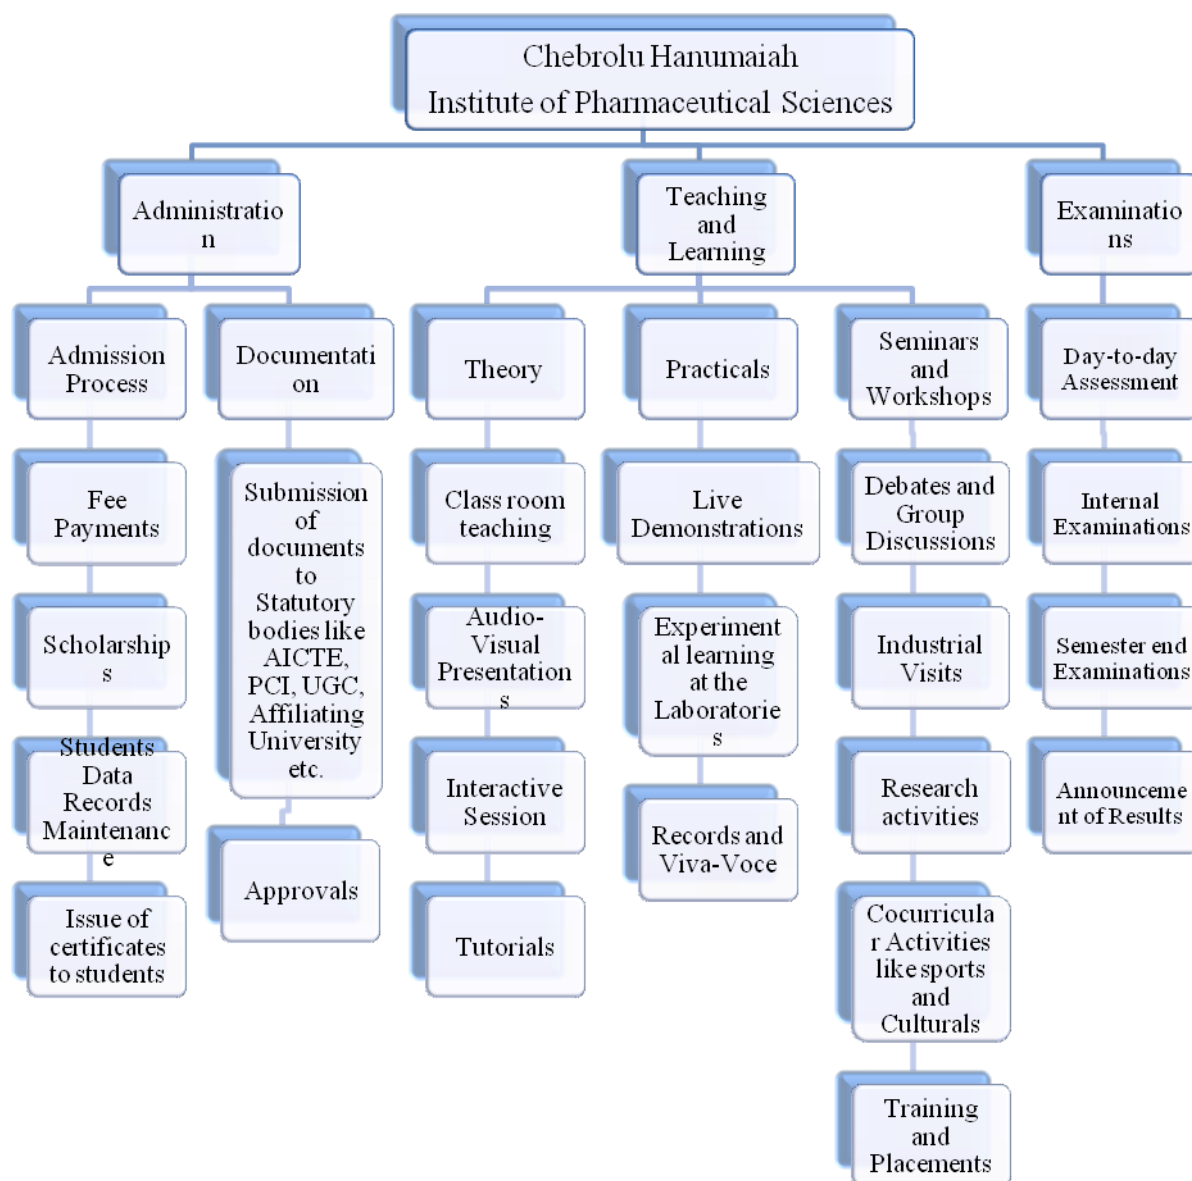 Chebrolu Hanumaiah
Institute of Pharmaceutical Sciences
Administratio
n
Teaching
and
Learning
Examinati
ons
Admission
Process
Documentati
on
Theory
Practicals
Seminars
and
Workshops
Day-to-day
Assessment
Fee
Payments
Submission
of
documents
to
Statutory
bodies like
AICTE,
PCI, UGC,
Affiliating
University
etc.
Class room
teaching
Live
Demonstrations
Debates and
Group
Discussions
Internal
Examinations
Scholarship
s
Audio-
Visual
Presentation
s
Experiment
al learning
at the
Laboratorie
s
Industrial
Visits
Semester end
Examinations
Students
Data
Records
Maintenanc
e
Interactive
Session
Records and
Viva-Voce
Research
activities
Announceme
nt of Results
Issue of
certificates
to students
Approvals
Tutorials
Cocurricula
r Activities
like sports
and
Culturals
Training
and
Placements